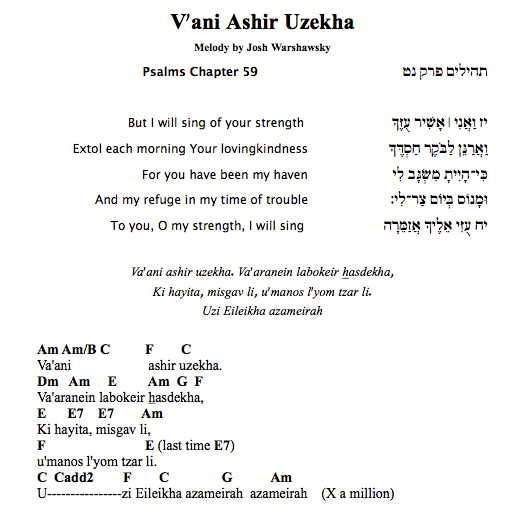 V'ani Ashir Uzekha
Melody by Josh Warshawsky
Psalms Chapter 59 תהילים פרק נט
But I will sing of your strength יז וַאֲנִי ׀ אָשִׁיר עֻזֶּךָ
Extol each morning Your lovingkindness וַאֲרַנֵּן לַבֹּקֶר חַסְדֶּךָ
For you have been my haven כִּי־הָיִיתָ מִשְׂגָּב לִי
And my refuge in my time of trouble וּמָנוֹס בְּיוֹם צַר־לִי:
To you, O my strength, I will sing יח עֻזִּי אֵלֶיךָ אֲזַמֵּרָה
Va'ani ashir uzekha. Va'aranein labokeir hasdekha,
Ki hayita, misgav li, u'manos l'yom tzar li.
Uzi Eileikha azameirah
Am Am/B C F C
Va'ani ashir uzekha.
Dm Am E Am G F
Va'aranein labokeir hasdekha,
E E7 E7 Am
Ki hayita, misgav li,
F E (last time E7)
u'manos l'yom tzar li.
C Cadd2 F C G Am
U----------------zi Eileikha azameirah azameirah (X a million)